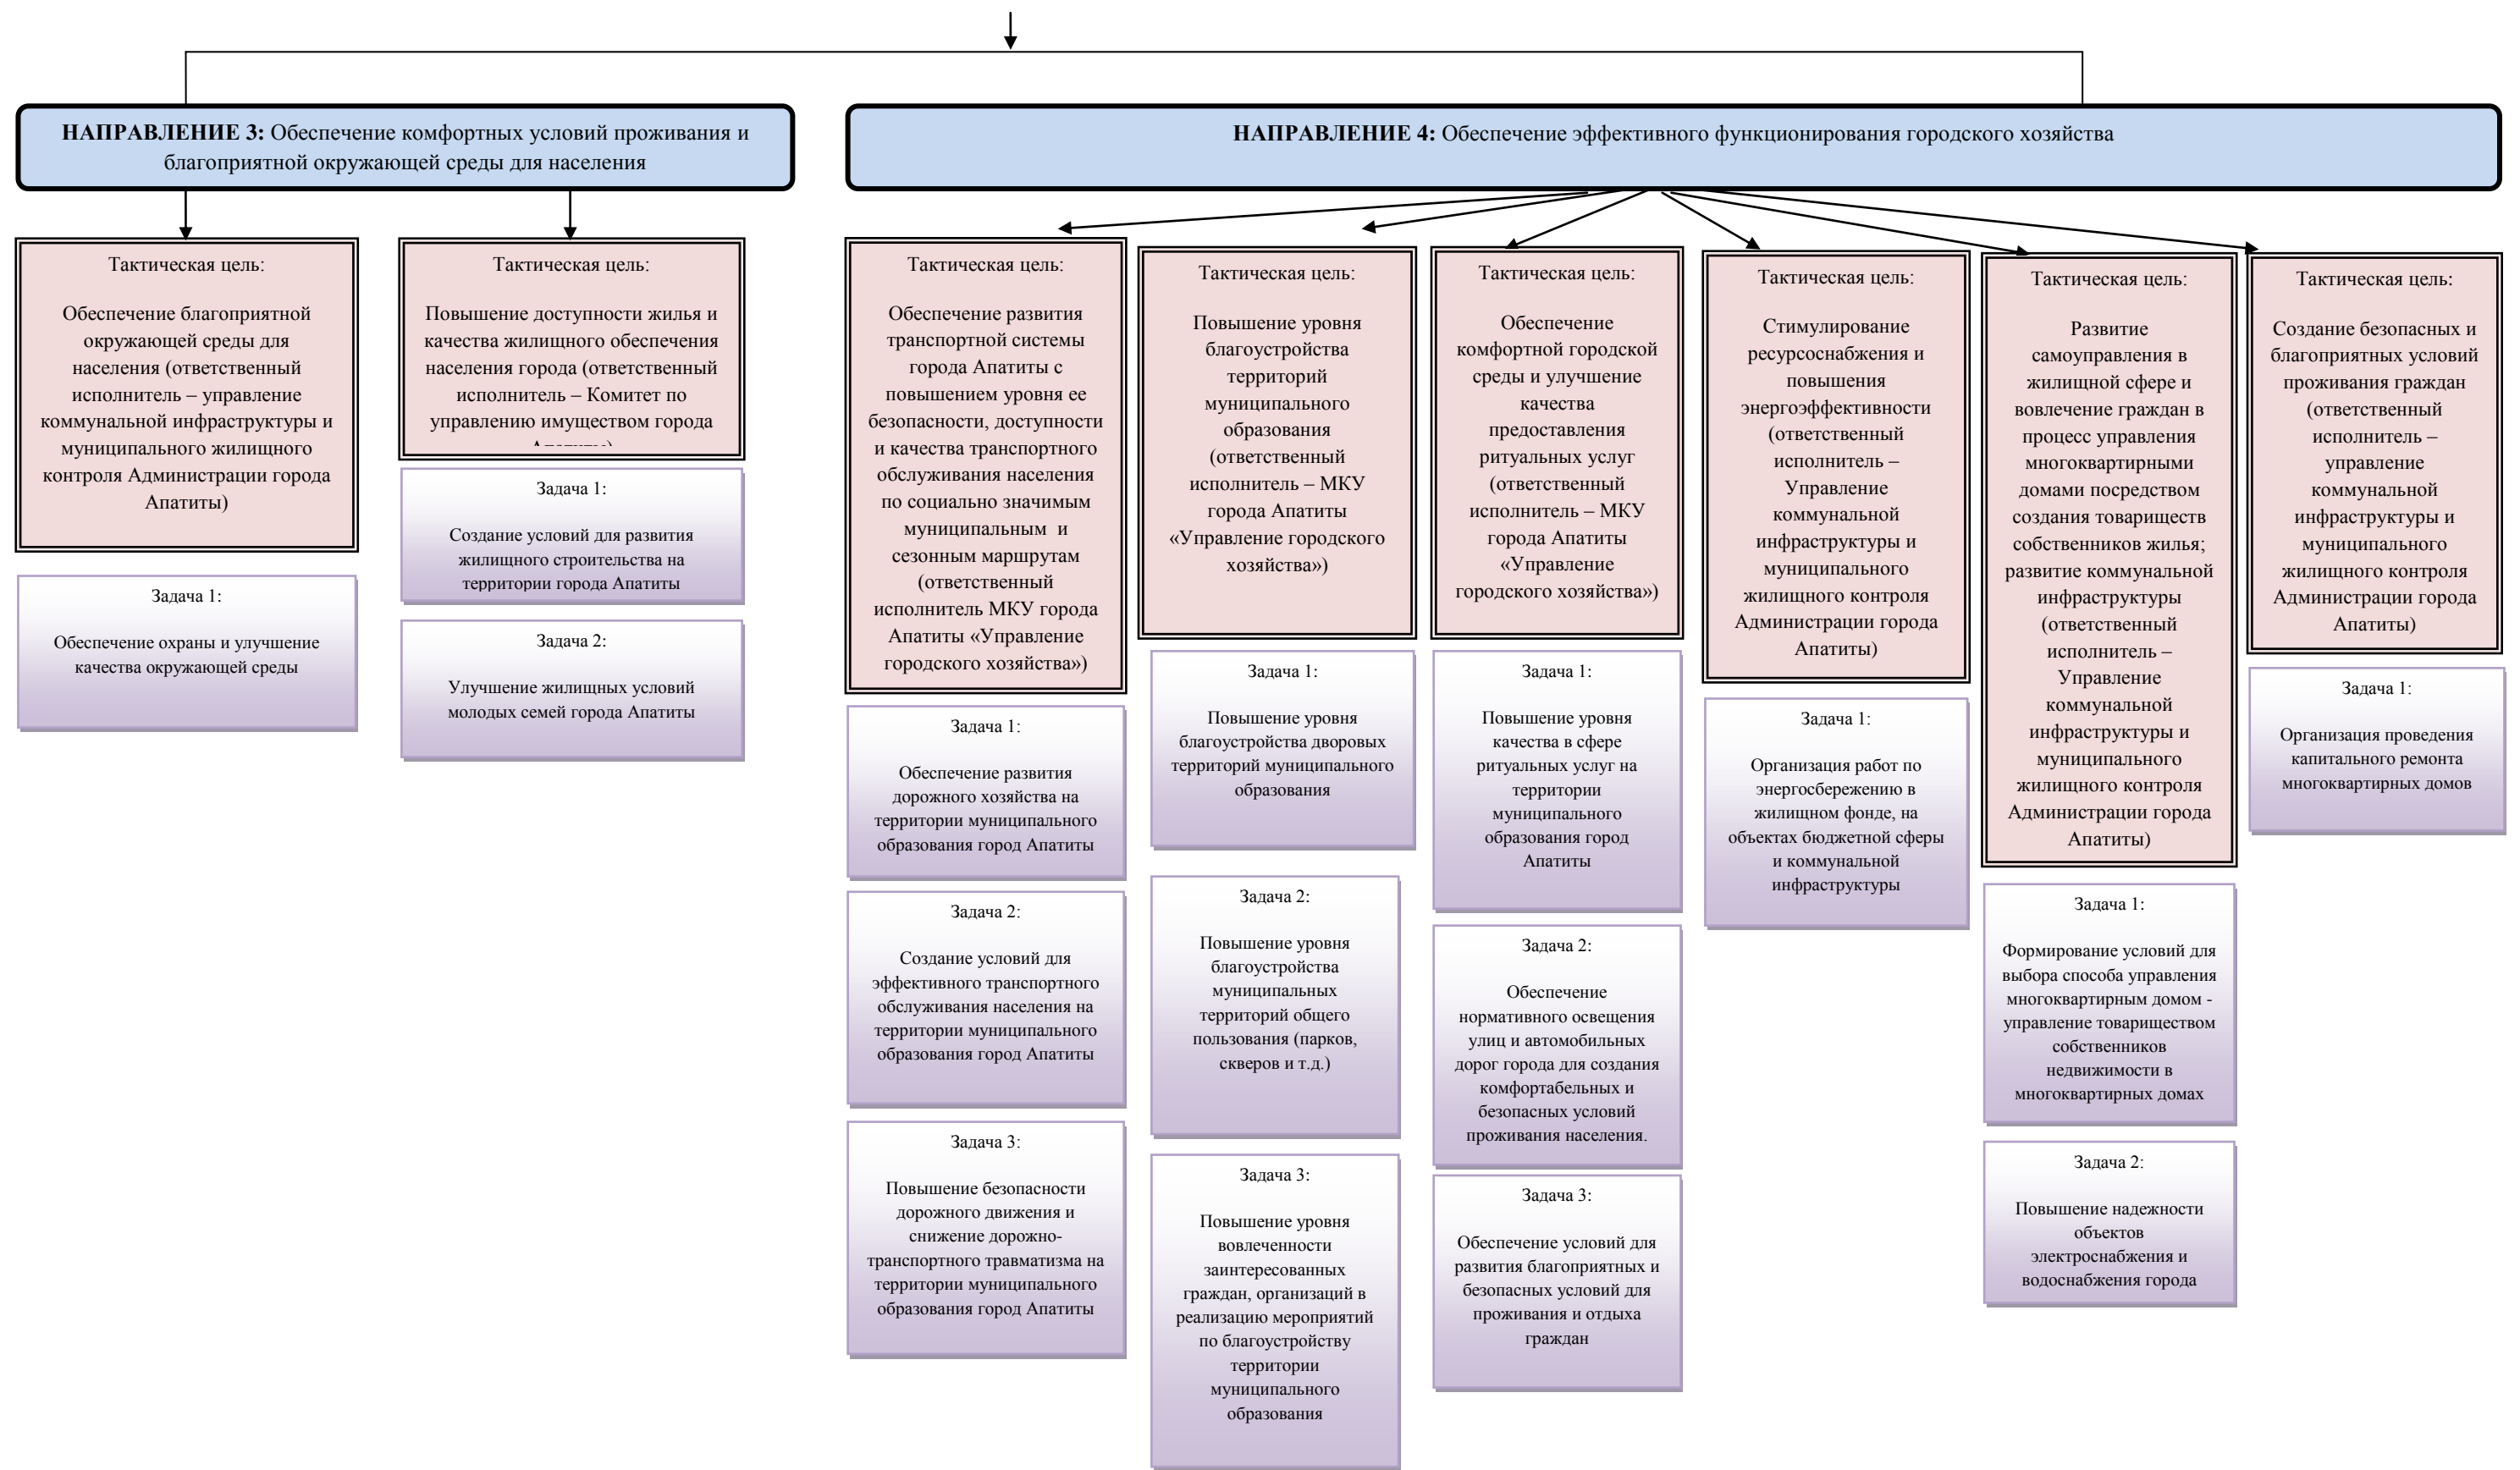 НАПРАВЛЕНИЕ 3: Обеспечение комфортных условий проживания и
благоприятной окружающей среды для населения
НАПРАВЛЕНИЕ 4: Обеспечение эффективного функционирования городского хозяйства
Тактическая цель:
Обеспечение благоприятной
окружающей среды для
населения (ответственный
исполнитель – управление
коммунальной инфраструктуры и
муниципального жилищного
контроля Администрации города
Апатиты)
Задача 1:
Обеспечение охраны и улучшение
качества окружающей среды
Тактическая цель:
Повышение доступности жилья и
качества жилищного обеспечения
населения города (ответственный
исполнитель – Комитет по
управлению имуществом города
Задача 1:
Создание условий для развития
жилищного строительства на
территории города Апатиты
Задача 2:
Улучшение жилищных условий
молодых семей города Апатиты
Тактическая цель:
Обеспечение развития
транспортной системы
города Апатиты с
повышением уровня ее
безопасности, доступности
и качества транспортного
обслуживания населения
по социально значимым
муниципальным и
сезонным маршрутам
(ответственный
исполнитель МКУ города
Апатиты «Управление
городского хозяйства»)
Задача 1:
Обеспечение развития
дорожного хозяйства на
территории муниципального
образования город Апатиты
Задача 2:
Создание условий для
эффективного транспортного
обслуживания населения на
территории муниципального
образования город Апатиты
Задача 3:
Повышение безопасности
дорожного движения и
снижение дорожно-
транспортного травматизма на
территории муниципального
образования город Апатиты
Тактическая цель:
Повышение уровня
благоустройства
территорий
муниципального
образования
(ответственный
исполнитель – МКУ
города Апатиты
«Управление городского
хозяйства»)
Задача 1:
Повышение уровня
благоустройства дворовых
территорий муниципального
образования
Задача 2:
Повышение уровня
благоустройства
муниципальных
территорий общего
пользования (парков,
скверов и т.д.)
Задача 3:
Повышение уровня
вовлеченности
заинтересованных
граждан, организаций в
реализацию мероприятий
по благоустройству
территории
муниципального
образования
Тактическая цель:
Обеспечение
комфортной городской
среды и улучшение
качества
предоставления
ритуальных услуг
(ответственный
исполнитель – МКУ
города Апатиты
«Управление
городского хозяйства»)
Задача 1:
Повышение уровня
качества в сфере
ритуальных услуг на
территории
муниципального
образования город
Апатиты
Задача 2:
Обеспечение
нормативного освещения
улиц и автомобильных
дорог города для создания
комфортабельных и
безопасных условий
проживания населения.
Задача 3:
Обеспечение условий для
развития благоприятных и
безопасных условий для
проживания и отдыха
граждан
Тактическая цель:
Стимулирование
ресурсоснабжения и
повышения
энергоэффективности
(ответственный
исполнитель –
Управление
коммунальной
инфраструктуры и
муниципального
жилищного контроля
Администрации города
Апатиты)
Задача 1:
Организация работ по
энергосбережению в
жилищном фонде, на
объектах бюджетной сферы
и коммунальной
инфраструктуры
Тактическая цель:
Развитие
самоуправления в
жилищной сфере и
вовлечение граждан в
процесс управления
многоквартирными
домами посредством
создания товариществ
собственников жилья;
развитие коммунальной
инфраструктуры
(ответственный
исполнитель –
Управление
коммунальной
инфраструктуры и
муниципального
жилищного контроля
Администрации города
Апатиты)
Задача 1:
Формирование условий для
выбора способа управления
многоквартирным домом -
управление товариществом
собственников
недвижимости в
многоквартирных домах
Задача 2:
Повышение надежности
объектов
электроснабжения и
водоснабжения города
Тактическая цель:
Создание безопасных и
благоприятных условий
проживания граждан
(ответственный
исполнитель –
управление
коммунальной
инфраструктуры и
муниципального
жилищного контроля
Администрации города
Апатиты)
Задача 1:
Организация проведения
капитального ремонта
многоквартирных домов